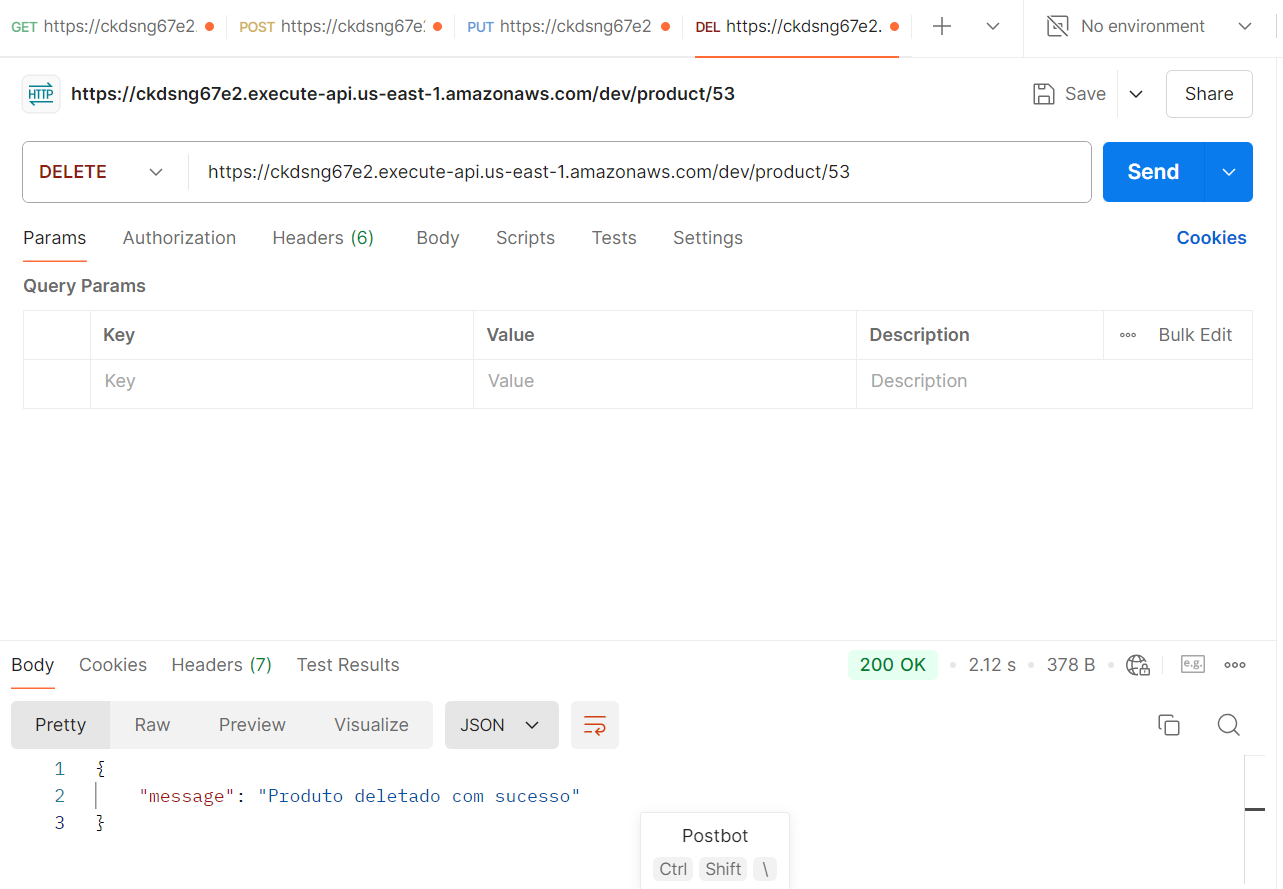 GET https://ckdsng67e2. POST https://ckdsng67e2 PUT https://ckdsng67e2 DEL https://ckdsng67e2. No environment
HTTP https://ckdsng67e2.execute-api.us-east-1.amazonaws.com/dev/product/53 Save Share
DELETE https://ckdsng67e2.execute-api.us-east-1.amazonaws.com/dev/product/53 Send
Params Authorization Headers (6) Body Scripts Tests Settings Cookies
Query Params
Key Value Description Bulk Edit
Key Value Description
Body Cookies Headers (7) Test Results 200 OK 2.12 s 378 B e.g.
Pretty Raw Preview Visualize JSON
1 {
2 "message": "Produto deletado com sucesso"
3 }
Postbot
Ctrl Shift \